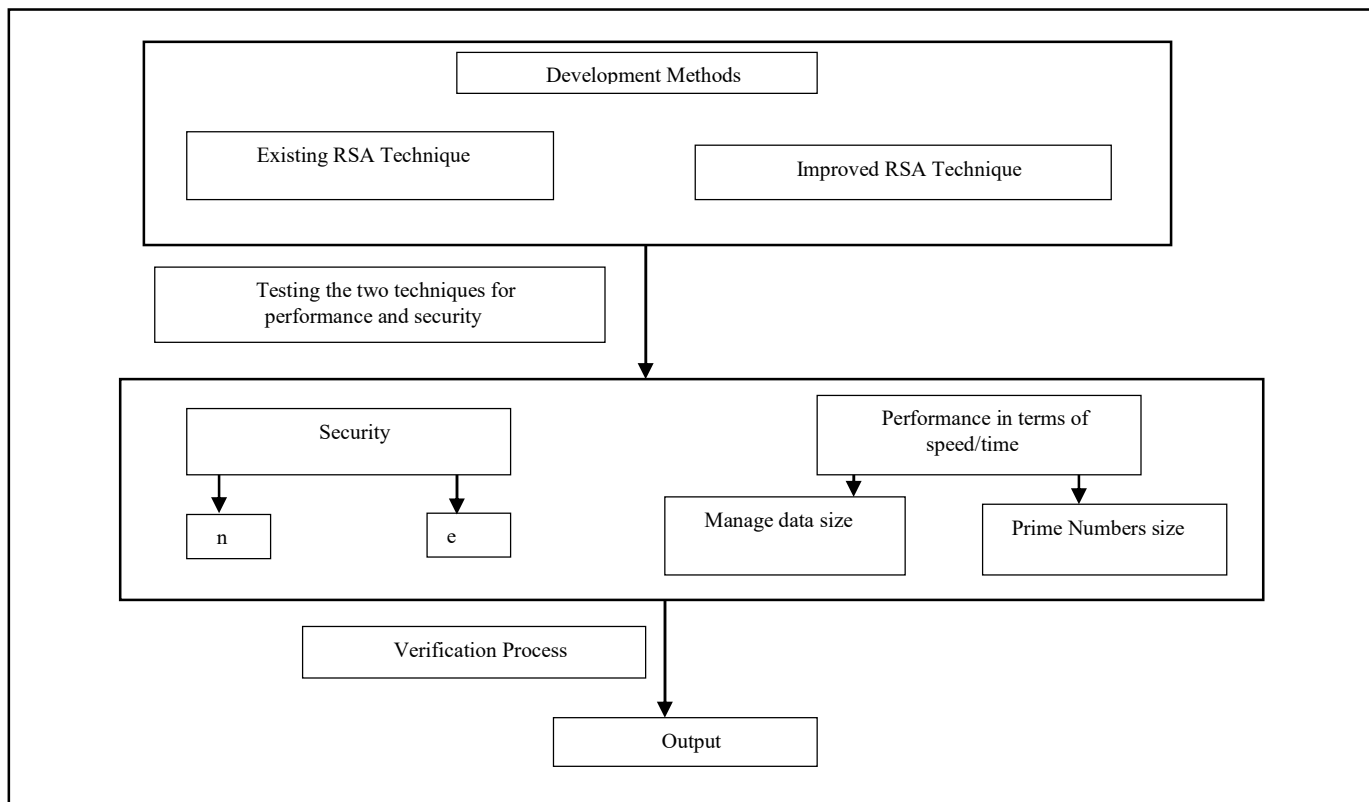 Development Methods
Existing RSA Technique
Improved RSA Technique
Testing the two techniques for
performance and security
Security
Performance in terms of
speed/time
n
e
Manage data size
Prime Numbers size
Verification Process
Output